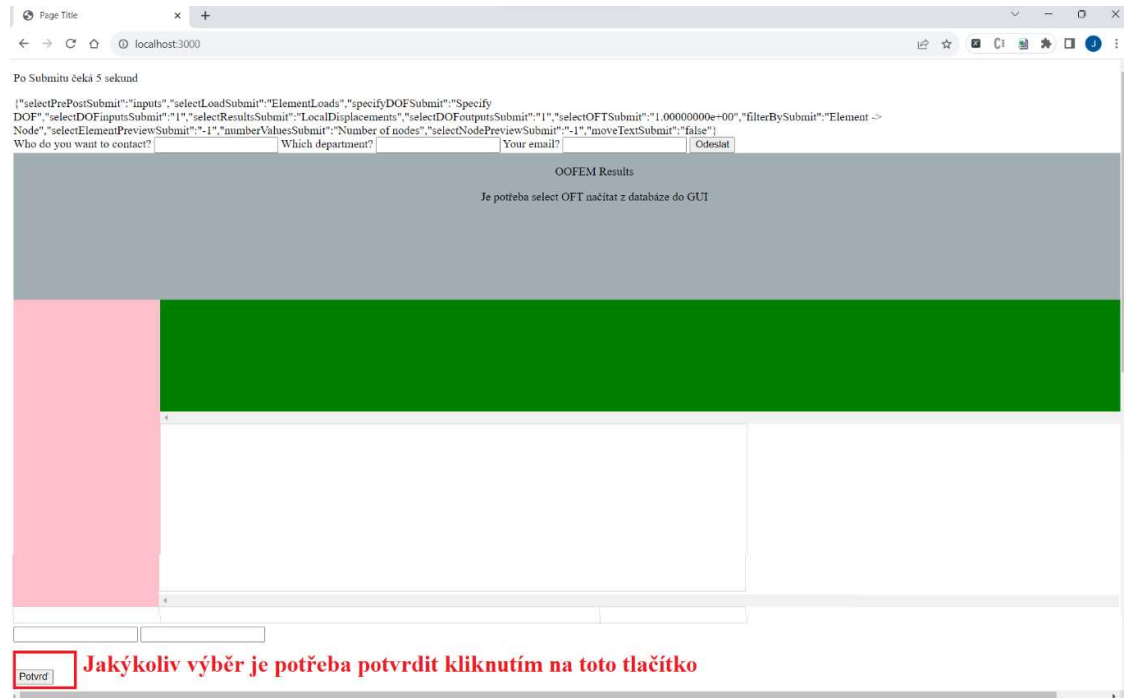 Page Title
localhost:3000
Po Submitu čeká 5 sekund
{"selectPrePostSubmit":"inputs","selectLoadSubmit":"ElementLoads","specifyDOFSubmit":"Specify
DOF","selectDOFinputsSubmit":"1","selectResultsSubmit":"LocalDisplacements","selectDOFoutputsSubmit":"1","selectOFTSubmit":"1.00000000e+00","filterBySubmit":"Element ->
Node","selectElementPreviewSubmit":"-1","numberValuesSubmit":"Number of nodes","selectNodePreviewSubmit":"-1","moveTextSubmit":"false"}
Who do you want to contact? Which department? Your email? Odeslat
OOFEM Results
Je potřeba select OFT načítat z databáze do GUI
Jakýkoliv výběr je potřeba potvrdit kliknutím na toto tlačítko
Potvrď